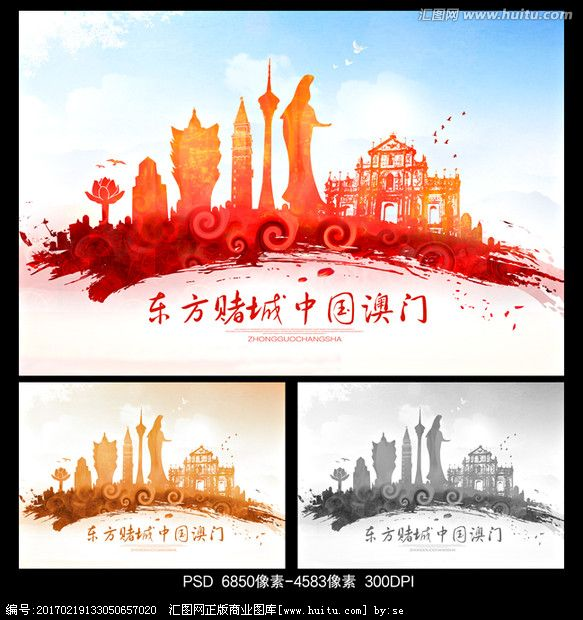 汇图网 www.huitu.com
东方赌城中国澳门
ZHONGGUOCHANGSHA
东方赌城中国澳门
东方赌城中国澳门
PSD 6850像素-4583像素 300DPI
编号:20170219133050657020 汇图网正版商业图库:www.huitu.com] by:se